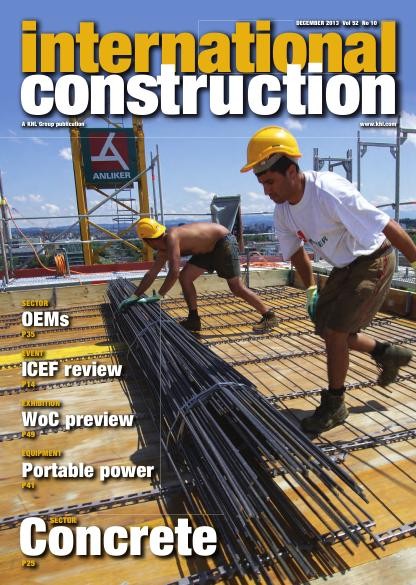 DECEMBER 2013 Vol 52 No 10
international
construction
A KHL Group publication
www.khl.com
ANLIKER
SECTOR
OEMs
P35
EVENT
ICEF review
P14
EXHIBITION
WoC preview
P49
EQUIPMENT
Portable power
P41
SECTOR
Concrete
P25